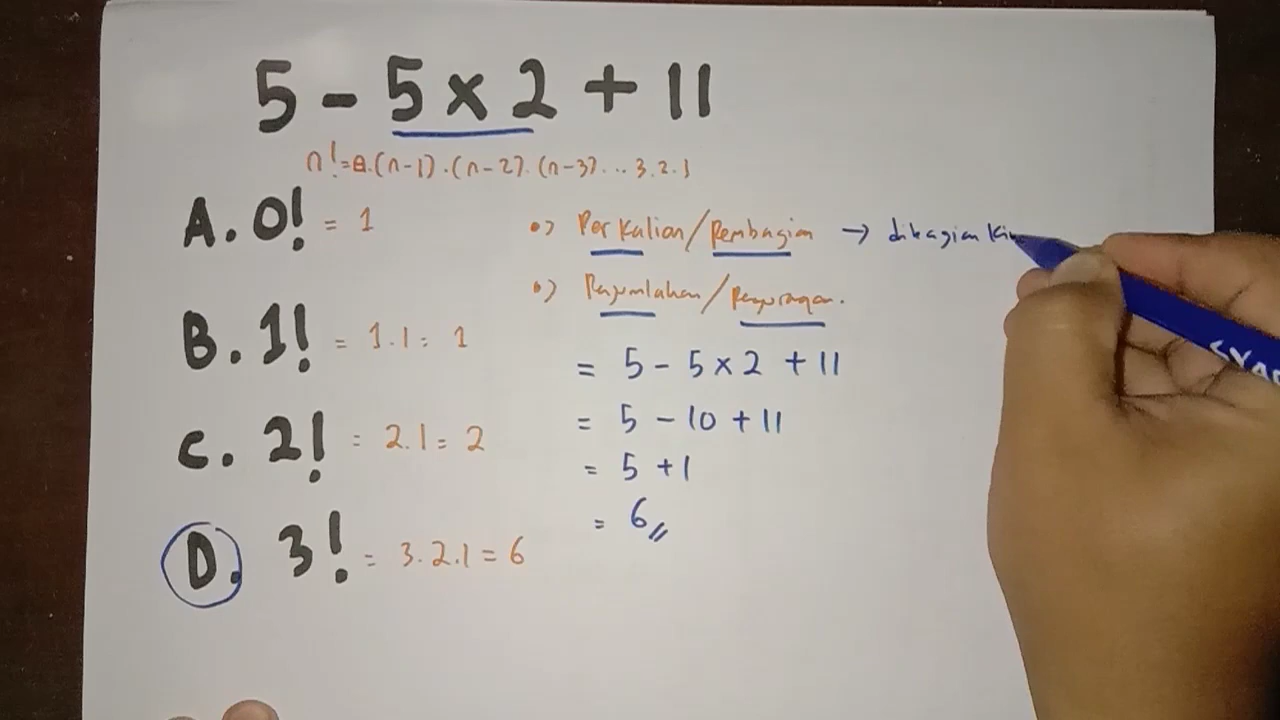 5 - 5 x 2 + 11
n! = n.(n-1).(n-2).(n-3)... 3.2.1
A. 0! = 1
B. 1! = 1.1 = 1
C. 2! = 2.1 = 2
D. 3! = 3.2.1 = 6
•) Perkalian/Pembagian → dibagian
•) Penjumlahan/Pengurangan.
= 5 - 5 x 2 + 11
= 5 - 10 + 11
= 5 + 1
= 6